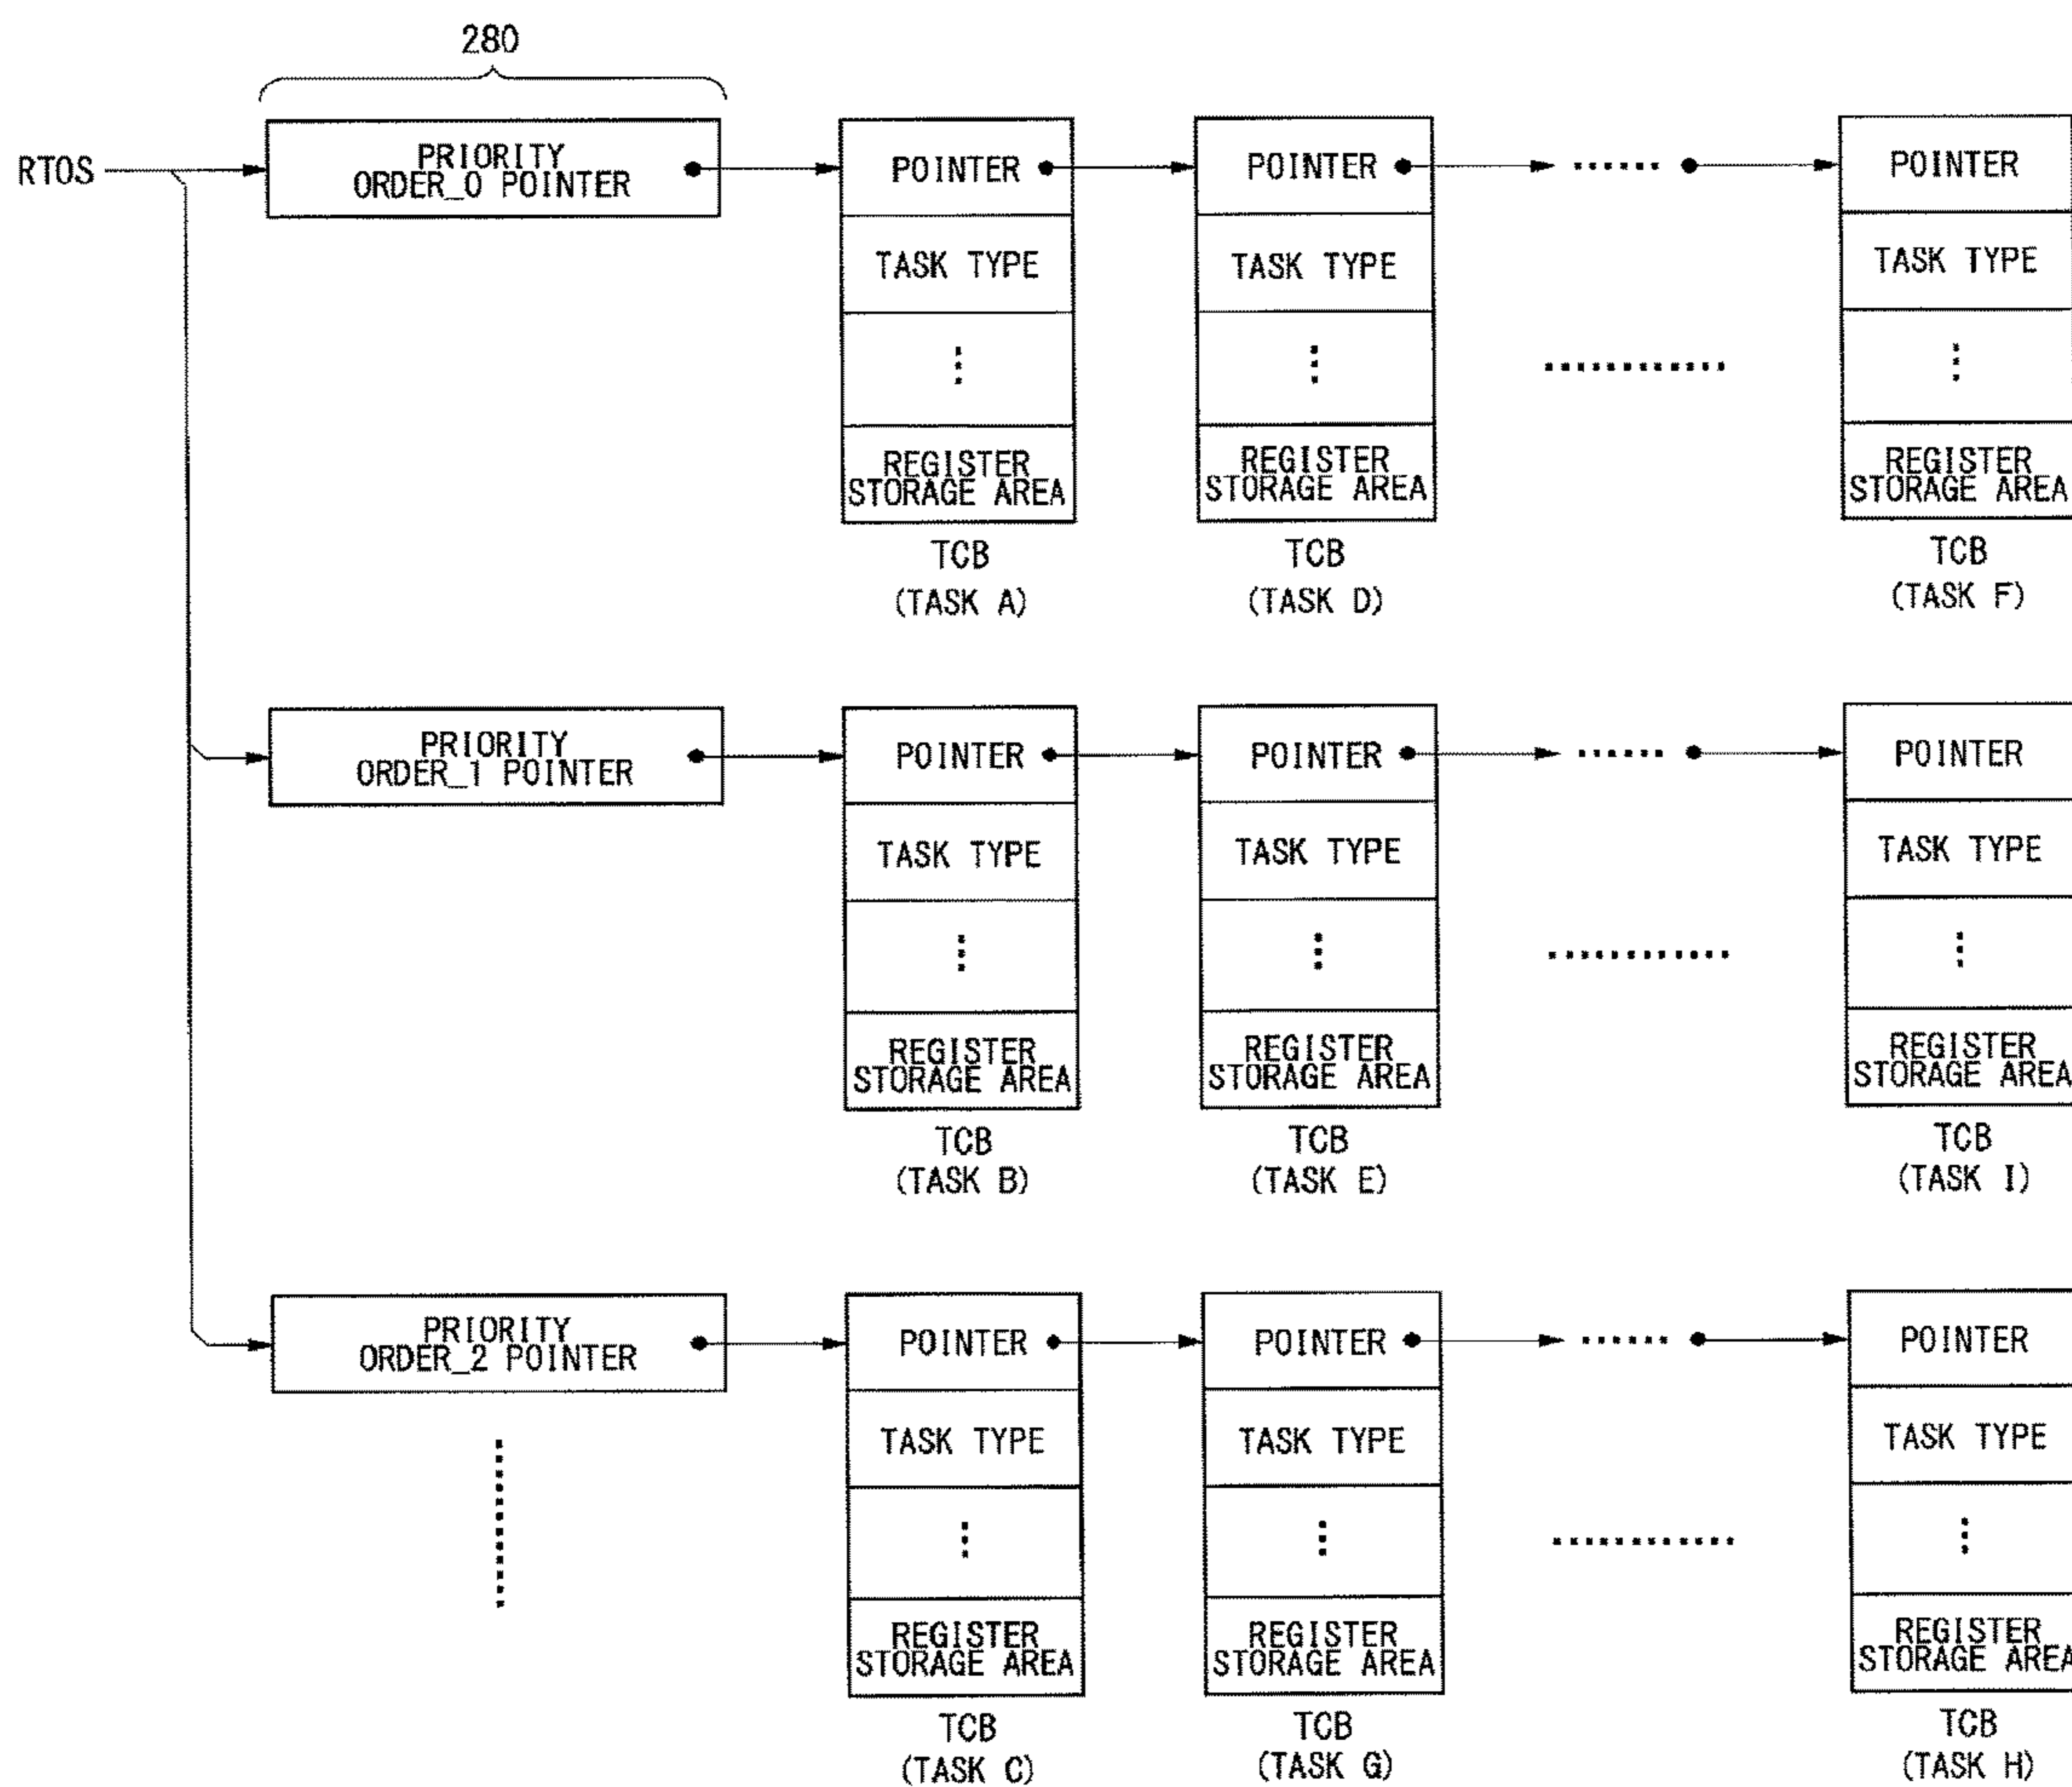 280
RTOS
PRIORITY
ORDER_0 POINTER
POINTER
POINTER
POINTER
TASK TYPE
TASK TYPE
TASK TYPE
REGISTER
STORAGE AREA
REGISTER
STORAGE AREA
REGISTER
STORAGE AREA
TCB
(TASK A)
TCB
(TASK D)
TCB
(TASK F)
PRIORITY
ORDER_1 POINTER
POINTER
POINTER
POINTER
TASK TYPE
TASK TYPE
TASK TYPE
REGISTER
STORAGE AREA
REGISTER
STORAGE AREA
REGISTER
STORAGE AREA
TCB
(TASK B)
TCB
(TASK E)
TCB
(TASK I)
PRIORITY
ORDER_2 POINTER
POINTER
POINTER
POINTER
TASK TYPE
TASK TYPE
TASK TYPE
REGISTER
STORAGE AREA
REGISTER
STORAGE AREA
REGISTER
STORAGE AREA
TCB
(TASK C)
TCB
(TASK G)
TCB
(TASK H)